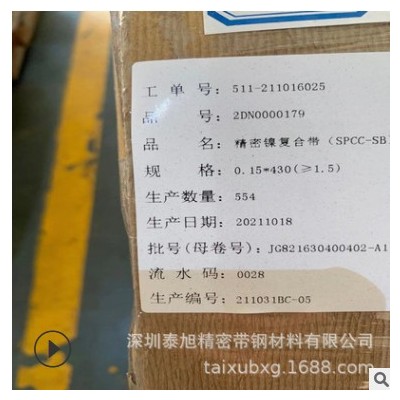 工单号：511-211016025
品号：2DN0000179
品名：精密镍复合带（SPCC-SB
规格：0.15*430(≥1.5)
生产数量：554
生产日期：20211018
批号(母卷号)：JG821630400402-A1
流水码：0028
生产编号：211031BC-05
深圳泰旭精密带钢材料有限公司
taixubxg.1688.com